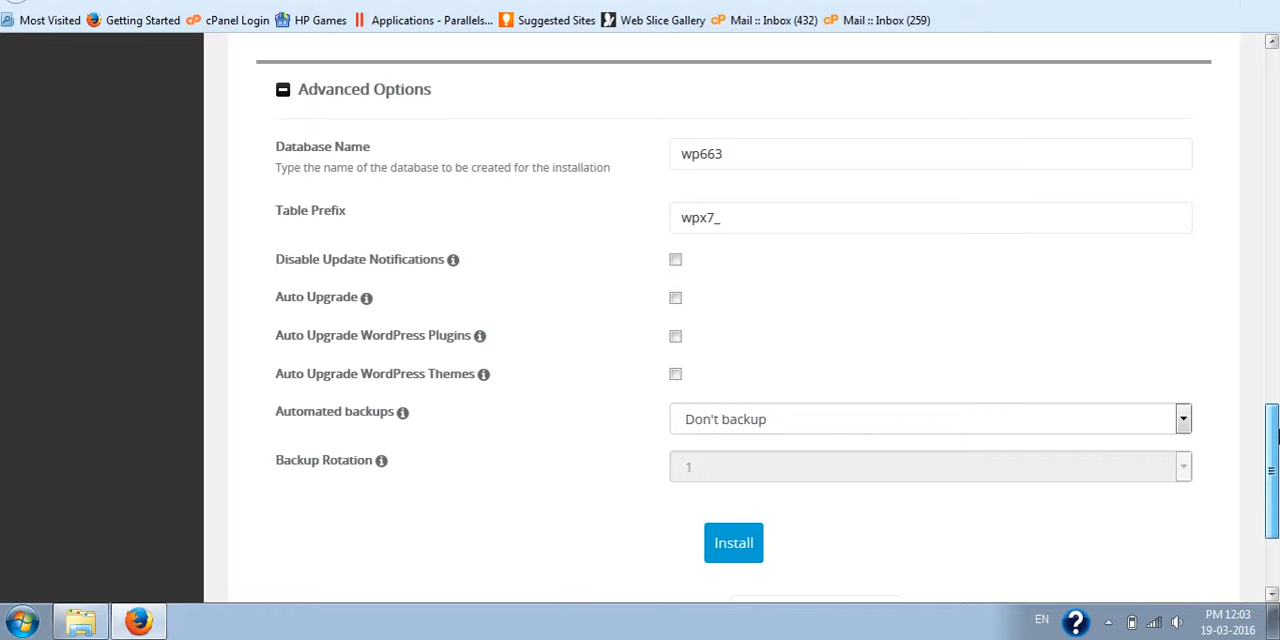 Most Visited Getting Started cPanel Login HP Games Applications - Parallels... Suggested Sites Web Slice Gallery Mail :: Inbox (432) Mail :: Inbox (259)
Advanced Options
Database Name
wp663
Type the name of the database to be created for the installation
Table Prefix
wpx7_
Disable Update Notifications
Auto Upgrade
Auto Upgrade WordPress Plugins
Auto Upgrade WordPress Themes
Automated backups
Don't backup
Backup Rotation
1
Install
EN
PM 12:03
19-03-2016